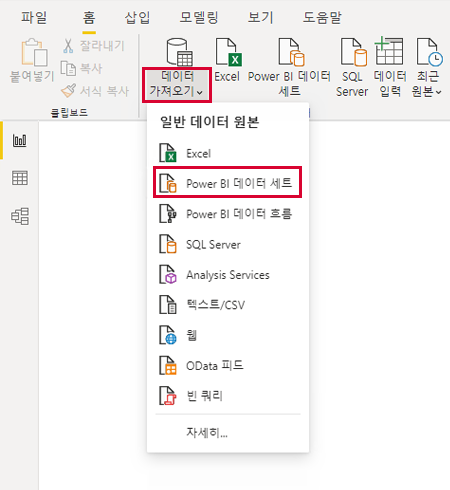 파일 홈 삽입 모델링 보기 도움말
붙여넣기
잘라내기
복사
서식 복사
클립보드
데이터
가져오기
Excel
Power BI 데이터
세트
SQL
Server
데이터
입력
최근
원본
일반 데이터 원본
Excel
Power BI 데이터 세트
Power BI 데이터 흐름
SQL Server
Analysis Services
텍스트/CSV
웹
OData 피드
빈 쿼리
자세히...